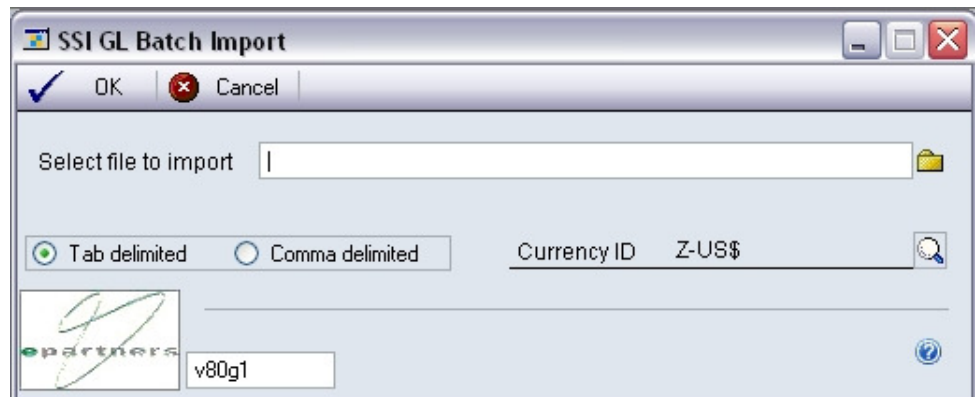 SSI GL Batch Import
OK Cancel
Select file to import
Tab delimited Comma delimited Currency ID Z-US$
epartners
v80g1